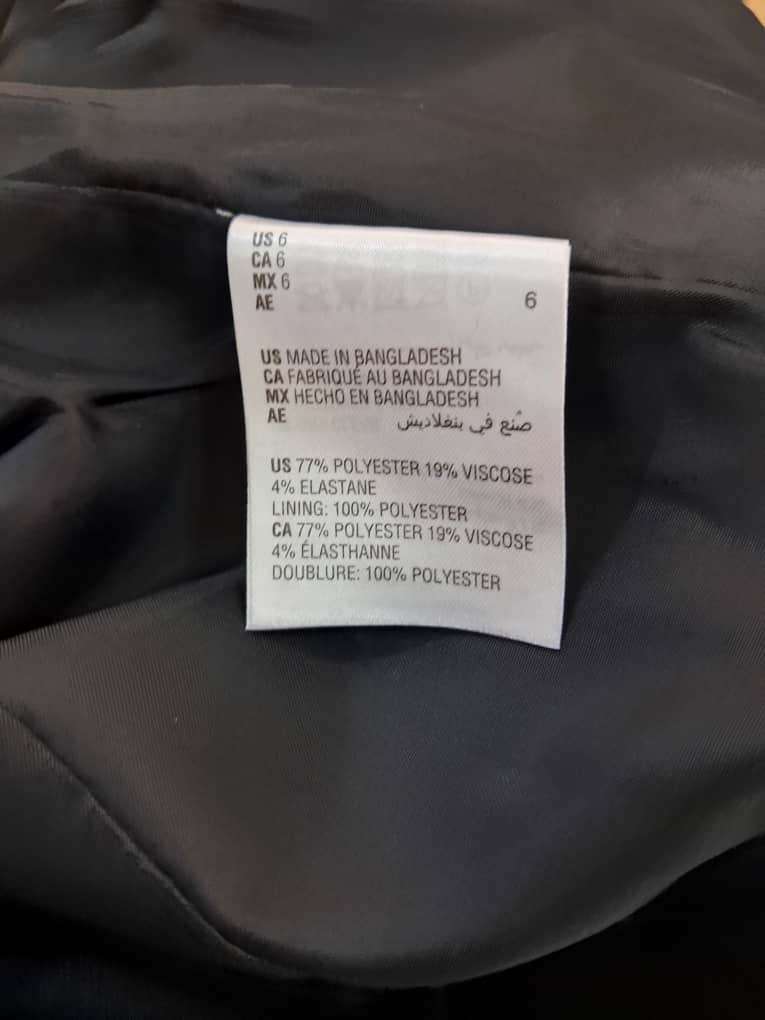 US 6
CA 6
MX 6
AE 6
US MADE IN BANGLADESH
CA FABRIQUÉ AU BANGLADESH
MX HECHO EN BANGLADESH
AE صُنع في بنغلاديش
US 77% POLYESTER 19% VISCOSE
4% ELASTANE
LINING: 100% POLYESTER
CA 77% POLYESTER 19% VISCOSE
4% ÉLASTHANNE
DOUBLURE: 100% POLYESTER